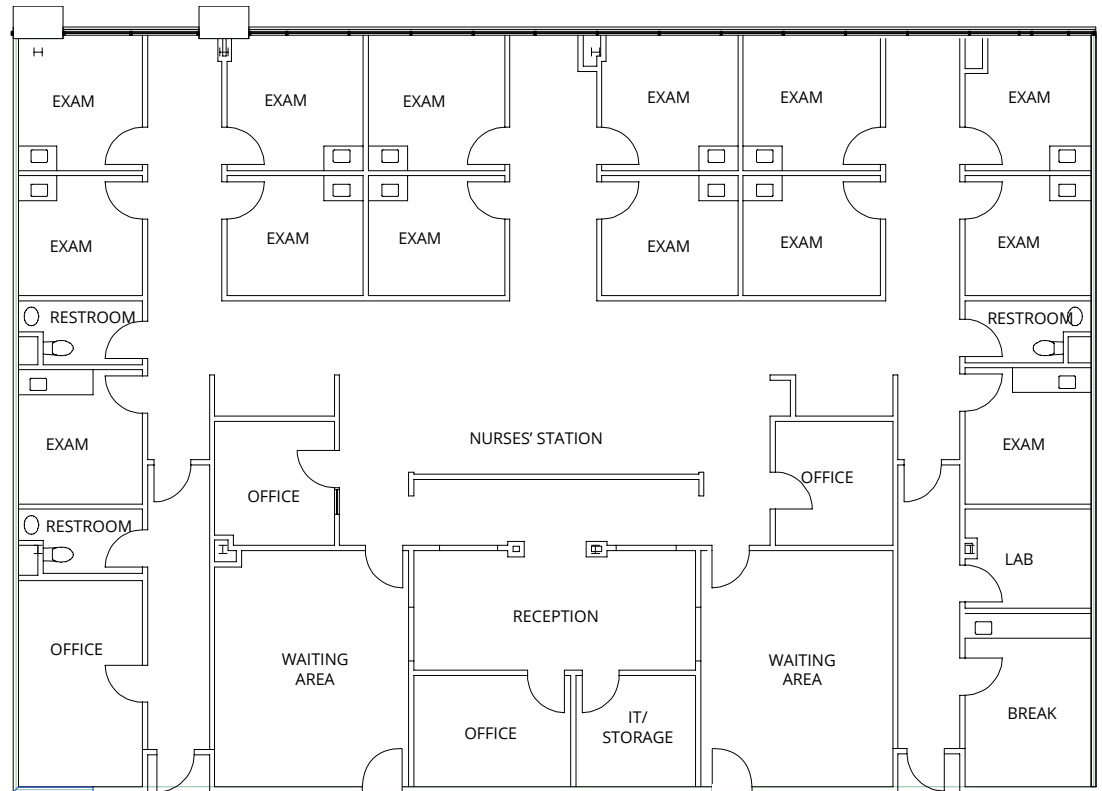 EXAM
EXAM
EXAM
EXAM
EXAM
EXAM
EXAM
EXAM
EXAM
EXAM
EXAM
EXAM
RESTROOM
RESTROOM
EXAM
NURSES’ STATION
EXAM
OFFICE
OFFICE
RESTROOM
LAB
RECEPTION
OFFICE
WAITING
AREA
WAITING
AREA
OFFICE
IT/
STORAGE
BREAK